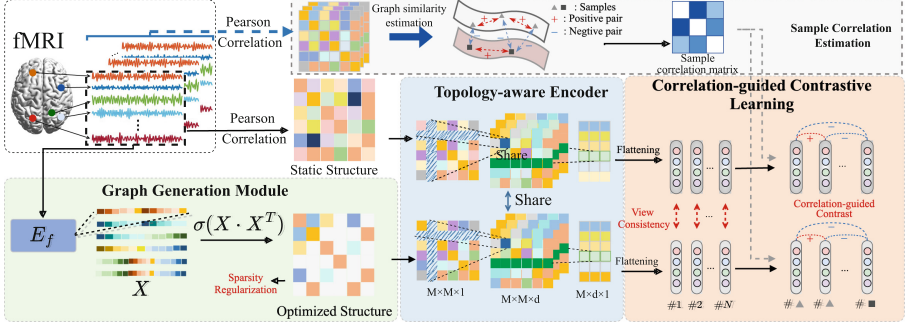 fMRI
Pearson
Correlation
Graph similarity
estimation
: Samples
+ : Positive pair
− : Negtive pair
Sample
correlation matrix
Sample Correlation
Estimation
Pearson
Correlation
Static Structure
Topology-aware Encoder
Share
Share
M×M×1
M×M×d
M×d×1
Flattening
Flattening
Correlation-guided Contrastive
Learning
View
Consistency
Correlation-guided
Contrast
+ − ...
...
...
...
+ − ...
#1 #2 ... #N
#▲ #▲ ... #■
Graph Generation Module
E_f
X
σ(X · X^T)
Sparsity
Regularization
Optimized Structure